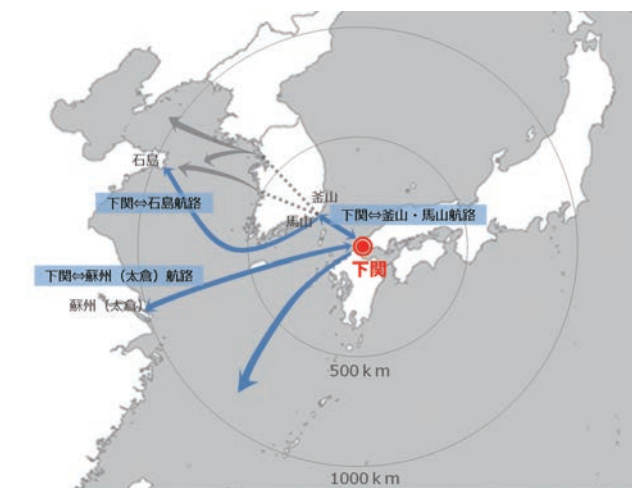 石島
釜山
下関⇔石島航路
下関⇔釜山・馬山航路
馬山
下関
下関⇔蘇州（太倉）航路
蘇州（太倉）
500ｋｍ
1000ｋｍ